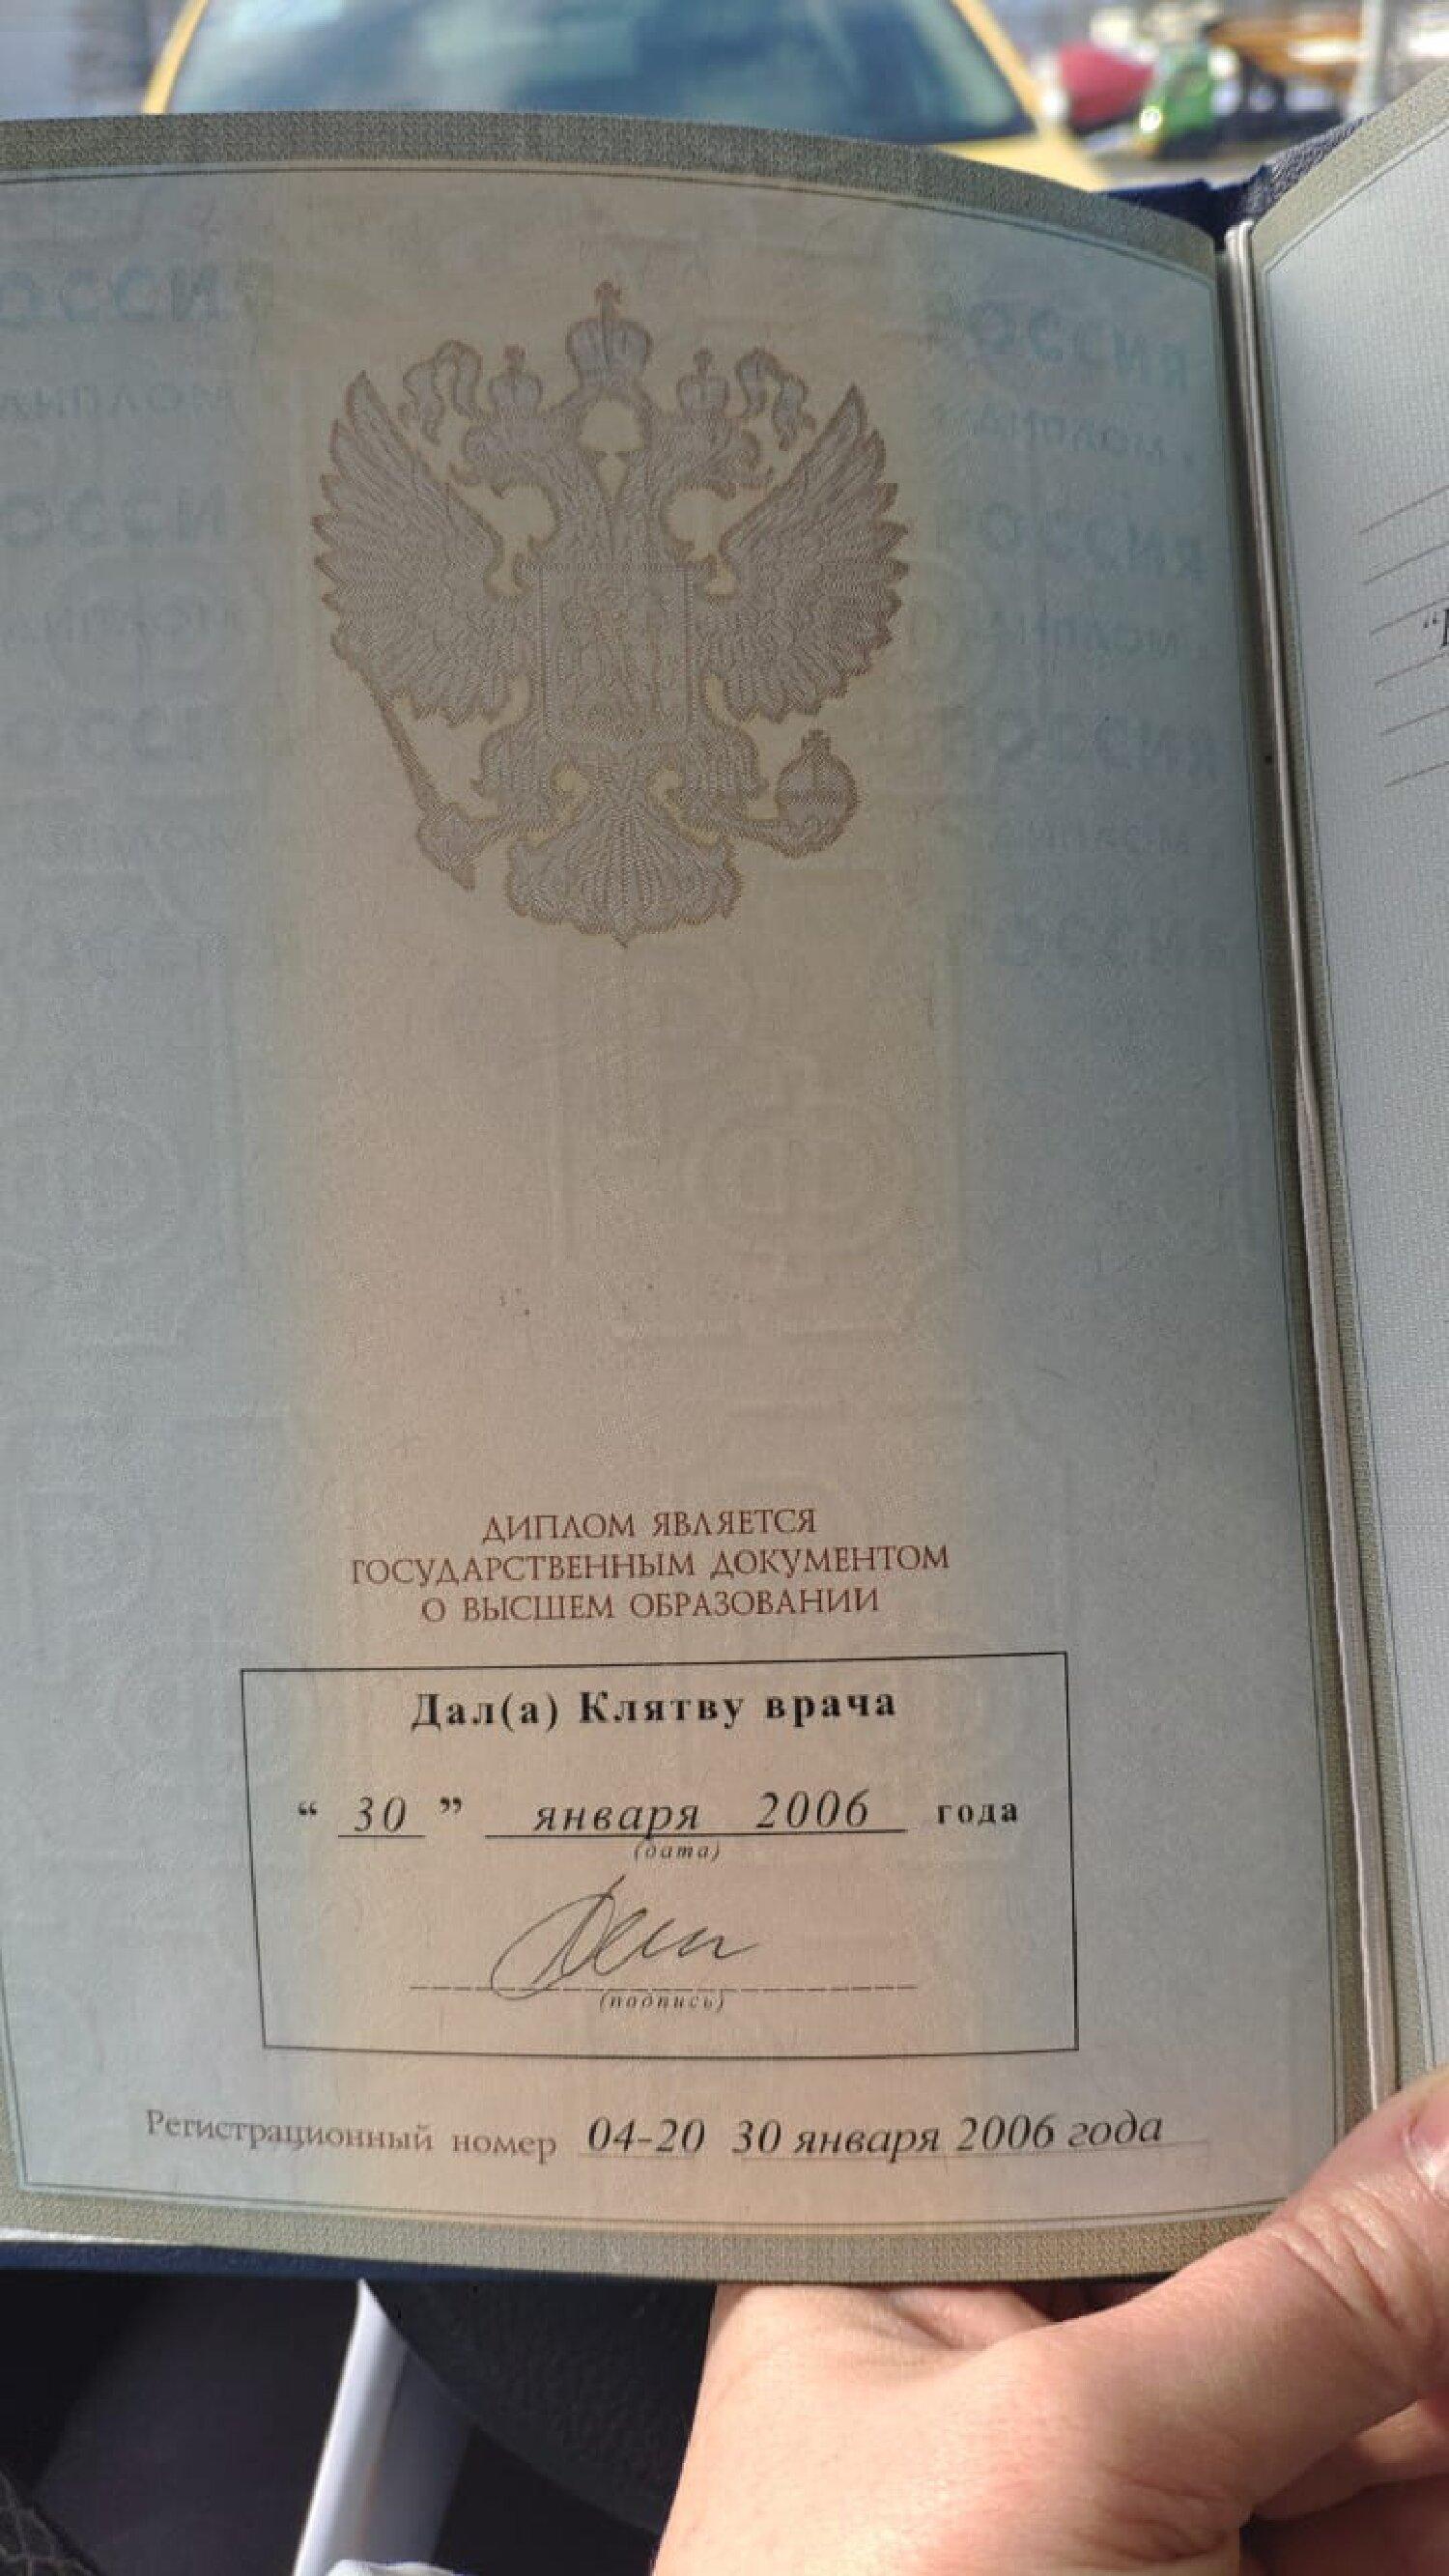 ДИПЛОМ ЯВЛЯЕТСЯ
ГОСУДАРСТВЕННЫМ ДОКУМЕНТОМ
О ВЫСШЕМ ОБРАЗОВАНИИ
Дал(а) Клятву врача
“ 30 ” января 2006 года
(дата)
(подпись)
Регистрационный номер 04-20 30 января 2006 года